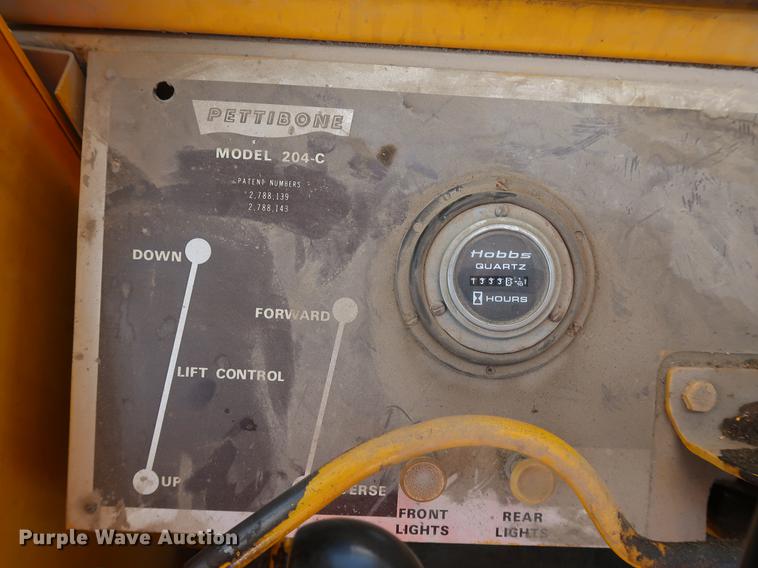 PETTIBONE
MODEL 204-C
PATENT NUMBERS
2,788,139
2,788,143
DOWN
FORWARD
LIFT CONTROL
UP
ERSE
Hobbs
QUARTZ
HOURS
FRONT
LIGHTS
REAR
LIGHTS
Purple Wave Auction